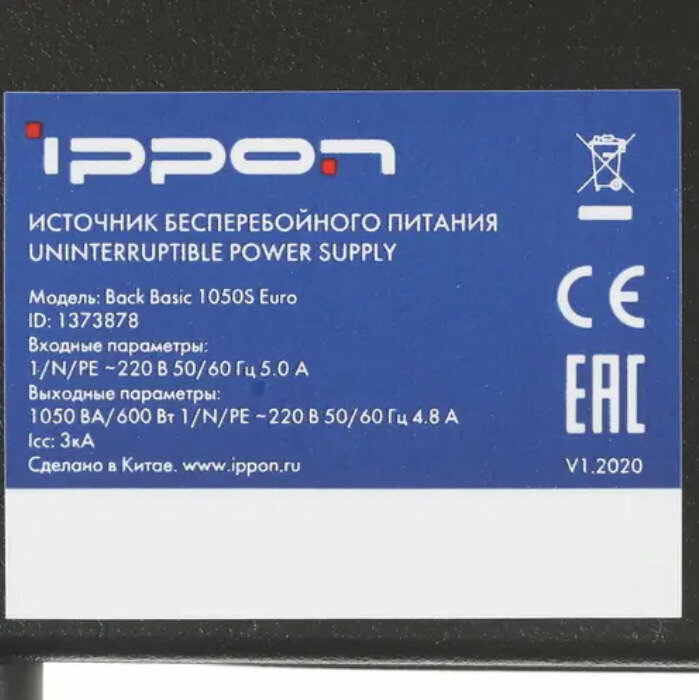 ippon
ИСТОЧНИК БЕСПЕРЕБОЙНОГО ПИТАНИЯ
UNINTERRUPTIBLE POWER SUPPLY
Модель: Back Basic 1050S Euro
ID: 1373878
Входные параметры:
1/N/PE ~220 В 50/60 Гц 5.0 А
Выходные параметры:
1050 ВА/600 Вт 1/N/PE ~220 В 50/60 Гц 4.8 А
Icc: 3кА
Сделано в Китае. www.ippon.ru
CE
EAC
V1.2020